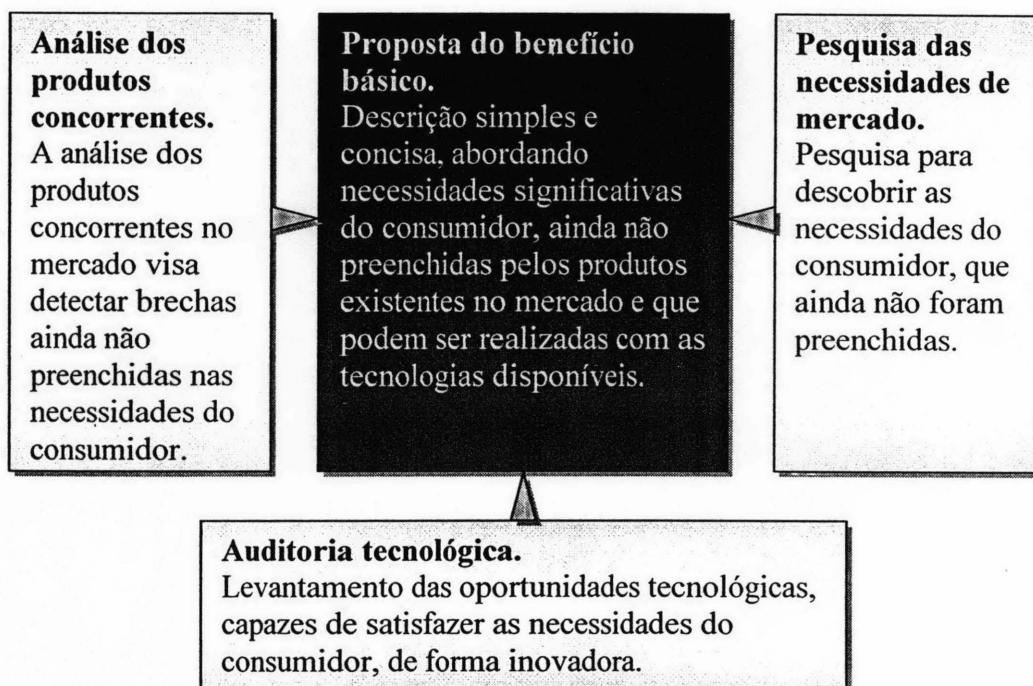 Análise dos
produtos
concorrentes.
A análise dos
produtos
concorrentes no
mercado visa
detectar brechas
ainda não
preenchidas nas
necessidades do
consumidor.
Proposta do benefício
básico.
Descrição simples e
concisa, abordando
necessidades significativas
do consumidor, ainda não
preenchidas pelos produtos
existentes no mercado e que
podem ser realizadas com as
tecnologias disponíveis.
Pesquisa das
necessidades de
mercado.
Pesquisa para
descobrir as
necessidades do
consumidor, que
ainda não foram
preenchidas.
Auditoria tecnológica.
Levantamento das oportunidades tecnológicas,
capazes de satisfazer as necessidades do
consumidor, de forma inovadora.